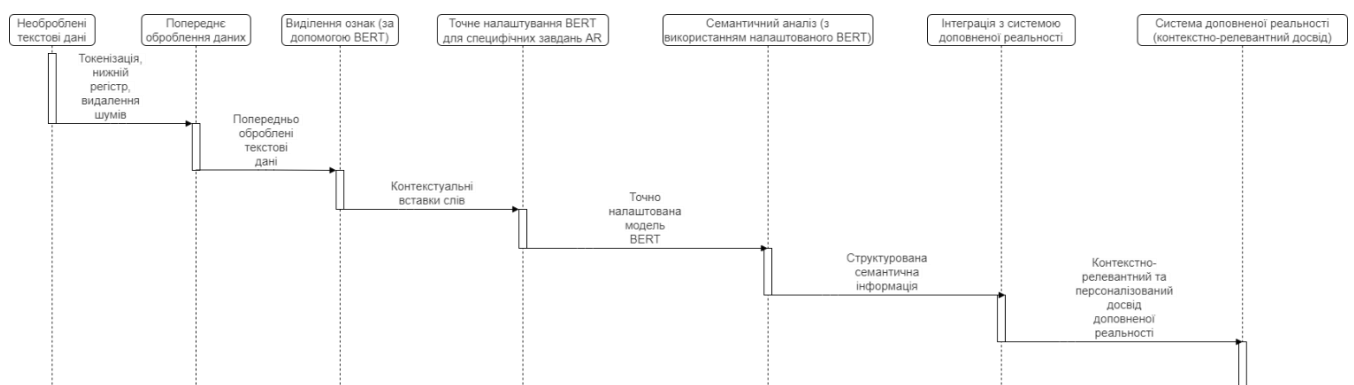 Необроблені
текстові дані
Попереднє
оброблення даних
Виділення ознак (за
допомогою BERT)
Точне налаштування BERT
для специфічних завдань AR
Семантичний аналіз (з
використанням налаштованого BERT)
Інтеграція з системою
доповненої реальності
Система доповненої реальності
(контекстно-релевантний досвід)
Токенізація,
нижній
регістр,
видалення
шумів
Попередньо
оброблені
текстові
дані
Контекстуальні
вставки слів
Точно
налаштована
модель
BERT
Структурована
семантична
інформація
Контекстно-
релевантний та
персоналізований
досвід
доповненої
реальності